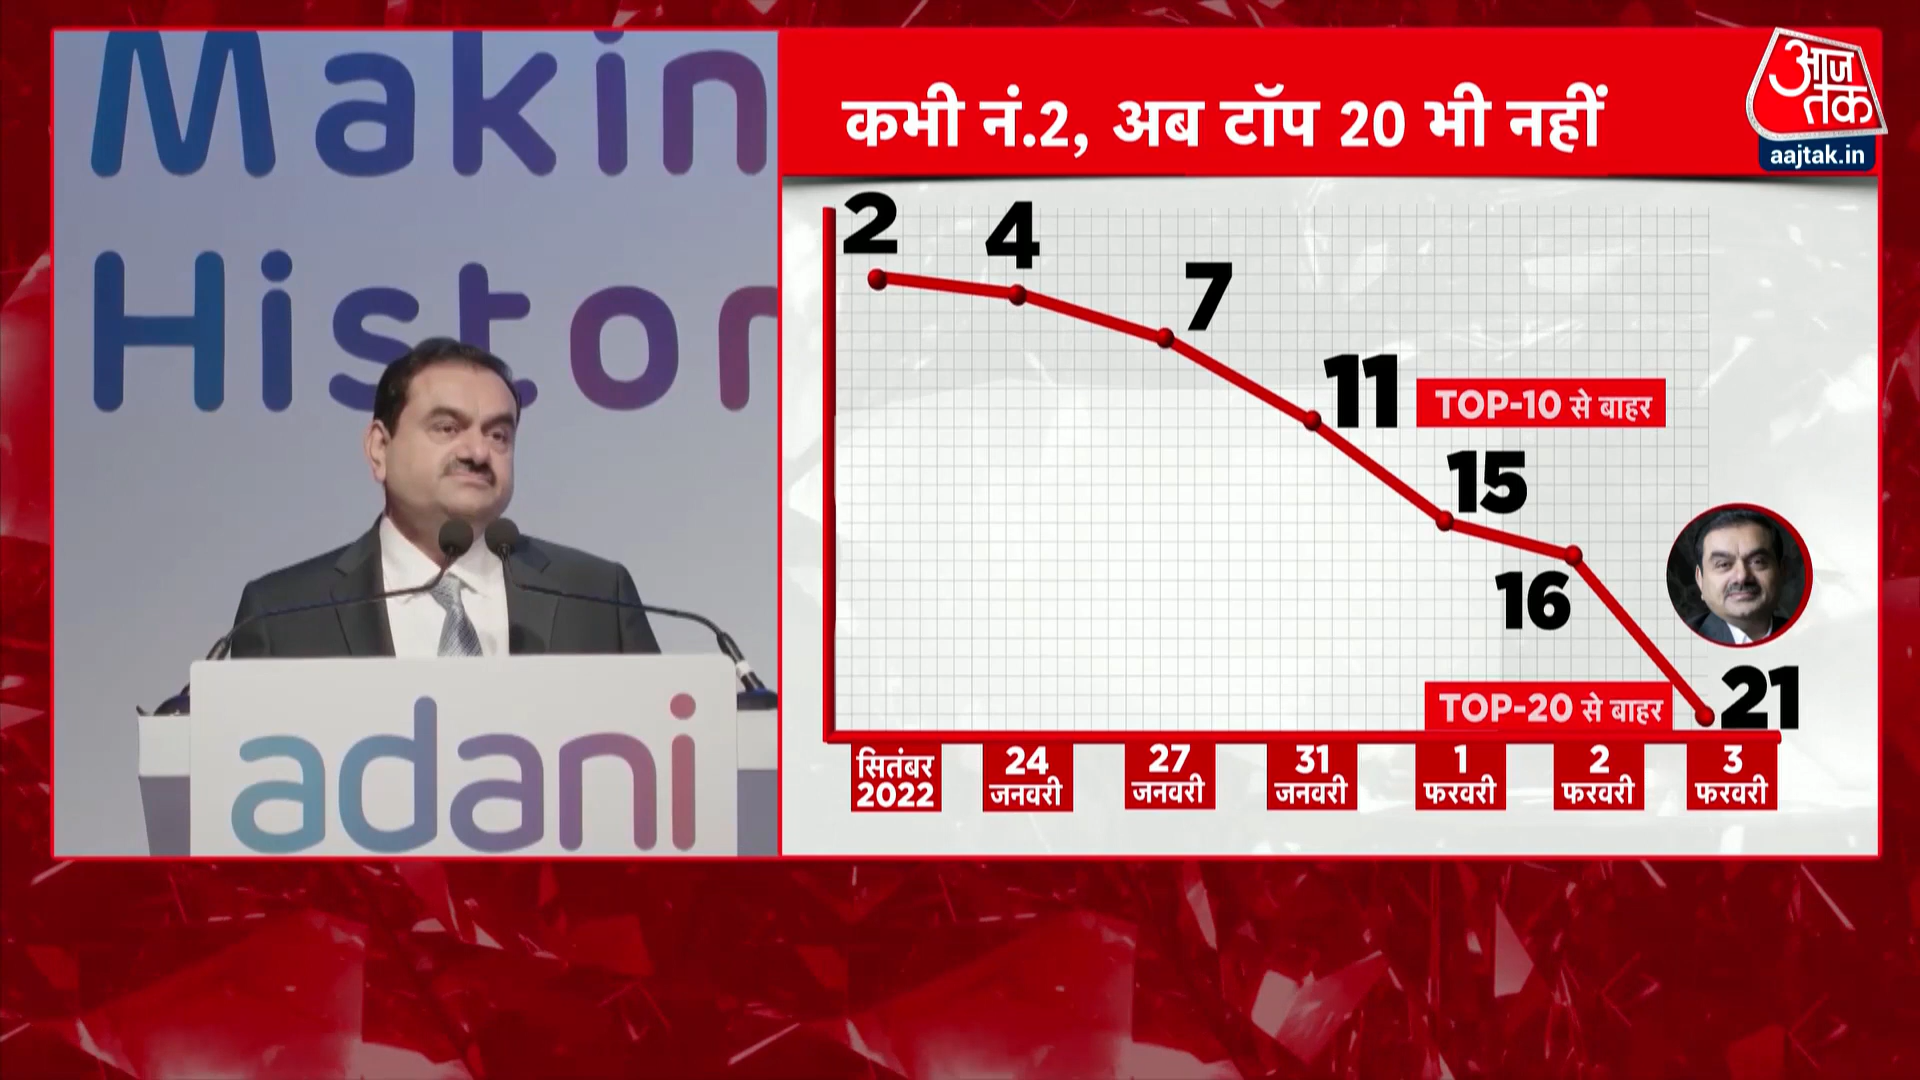 Makin
Histor
adani
कभी नं.2, अब टॉप 20 भी नहीं
आज
तक
aajtak.in
2
4
7
11
TOP-10 से बाहर
15
16
21
TOP-20 से बाहर
सितंबर
2022
24
जनवरी
27
जनवरी
31
जनवरी
1
फरवरी
2
फरवरी
3
फरवरी